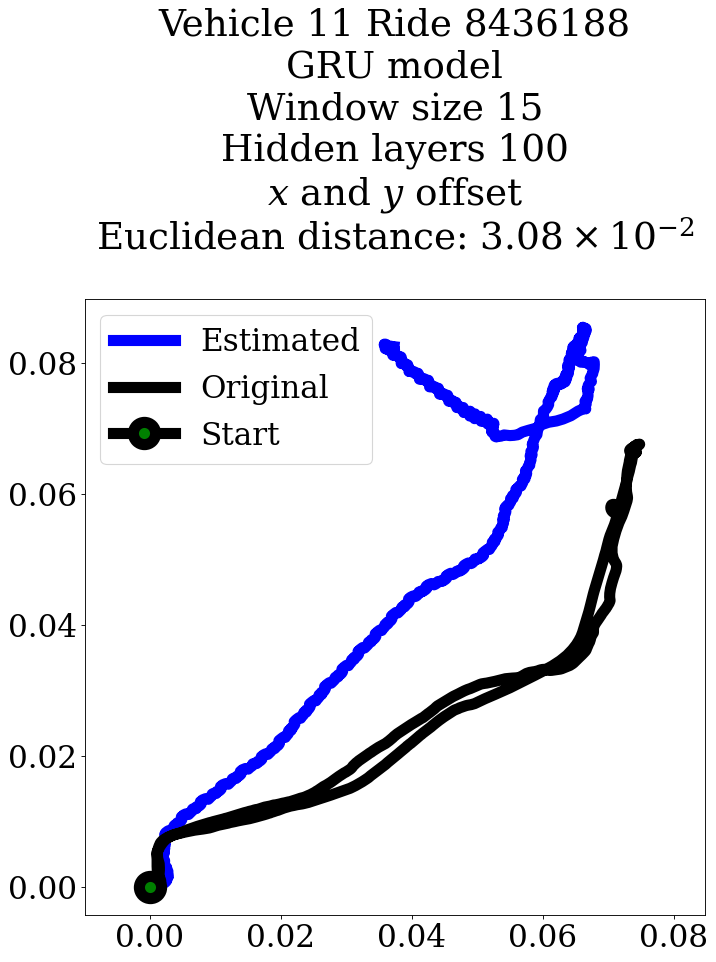 Vehicle 11 Ride 8436188
GRU model
Window size 15
Hidden layers 100
x and y offset
Euclidean distance: 3.08 × 10⁻²
Estimated
Original
Start
0.08
0.06
0.04
0.02
0.00
0.00 0.02 0.04 0.06 0.08